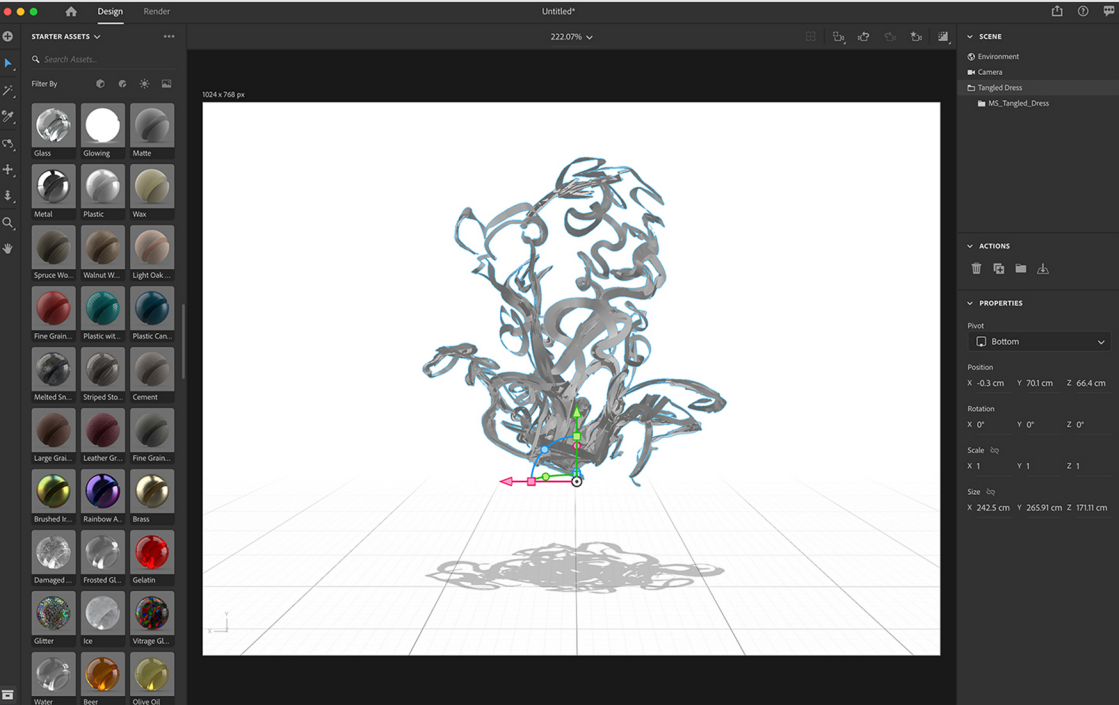 Design
Render
Untitled*
STARTER ASSETS
222.07%
Search Assets...
Filter By
Glass
Glowing
Matte
Metal
Plastic
Wax
Spruce Wo...
Walnut W...
Light Oak ...
Fine Grain...
Plastic wit...
Plastic Can...
Melted Sn...
Striped Sto...
Cement
Large Grai...
Leather Gr...
Fine Grain...
Brushed Ir...
Rainbow A...
Brass
Damaged ...
Frosted Gl...
Gelatin
Glitter
Ice
Vitrage Gl...
Water
Beer
Olive Oil
1024 x 768 px
Y
X
SCENE
Environment
Camera
Tangled Dress
MS_Tangled_Dress
ACTIONS
PROPERTIES
Pivot
Bottom
Position
X -0.3 cm Y 70.1 cm Z 66.4 cm
Rotation
X 0° Y 0° Z 0°
Scale
X 1 Y 1 Z 1
Size
X 242.5 cm Y 265.91 cm Z 171.11 cm